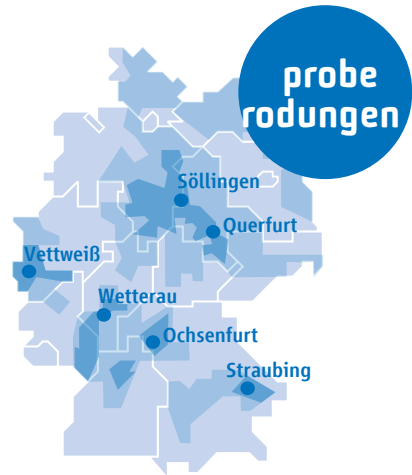 probe
rodungen
Söllingen
Querfurt
Vettweiß
Wetterau
Ochsenfurt
Straubing